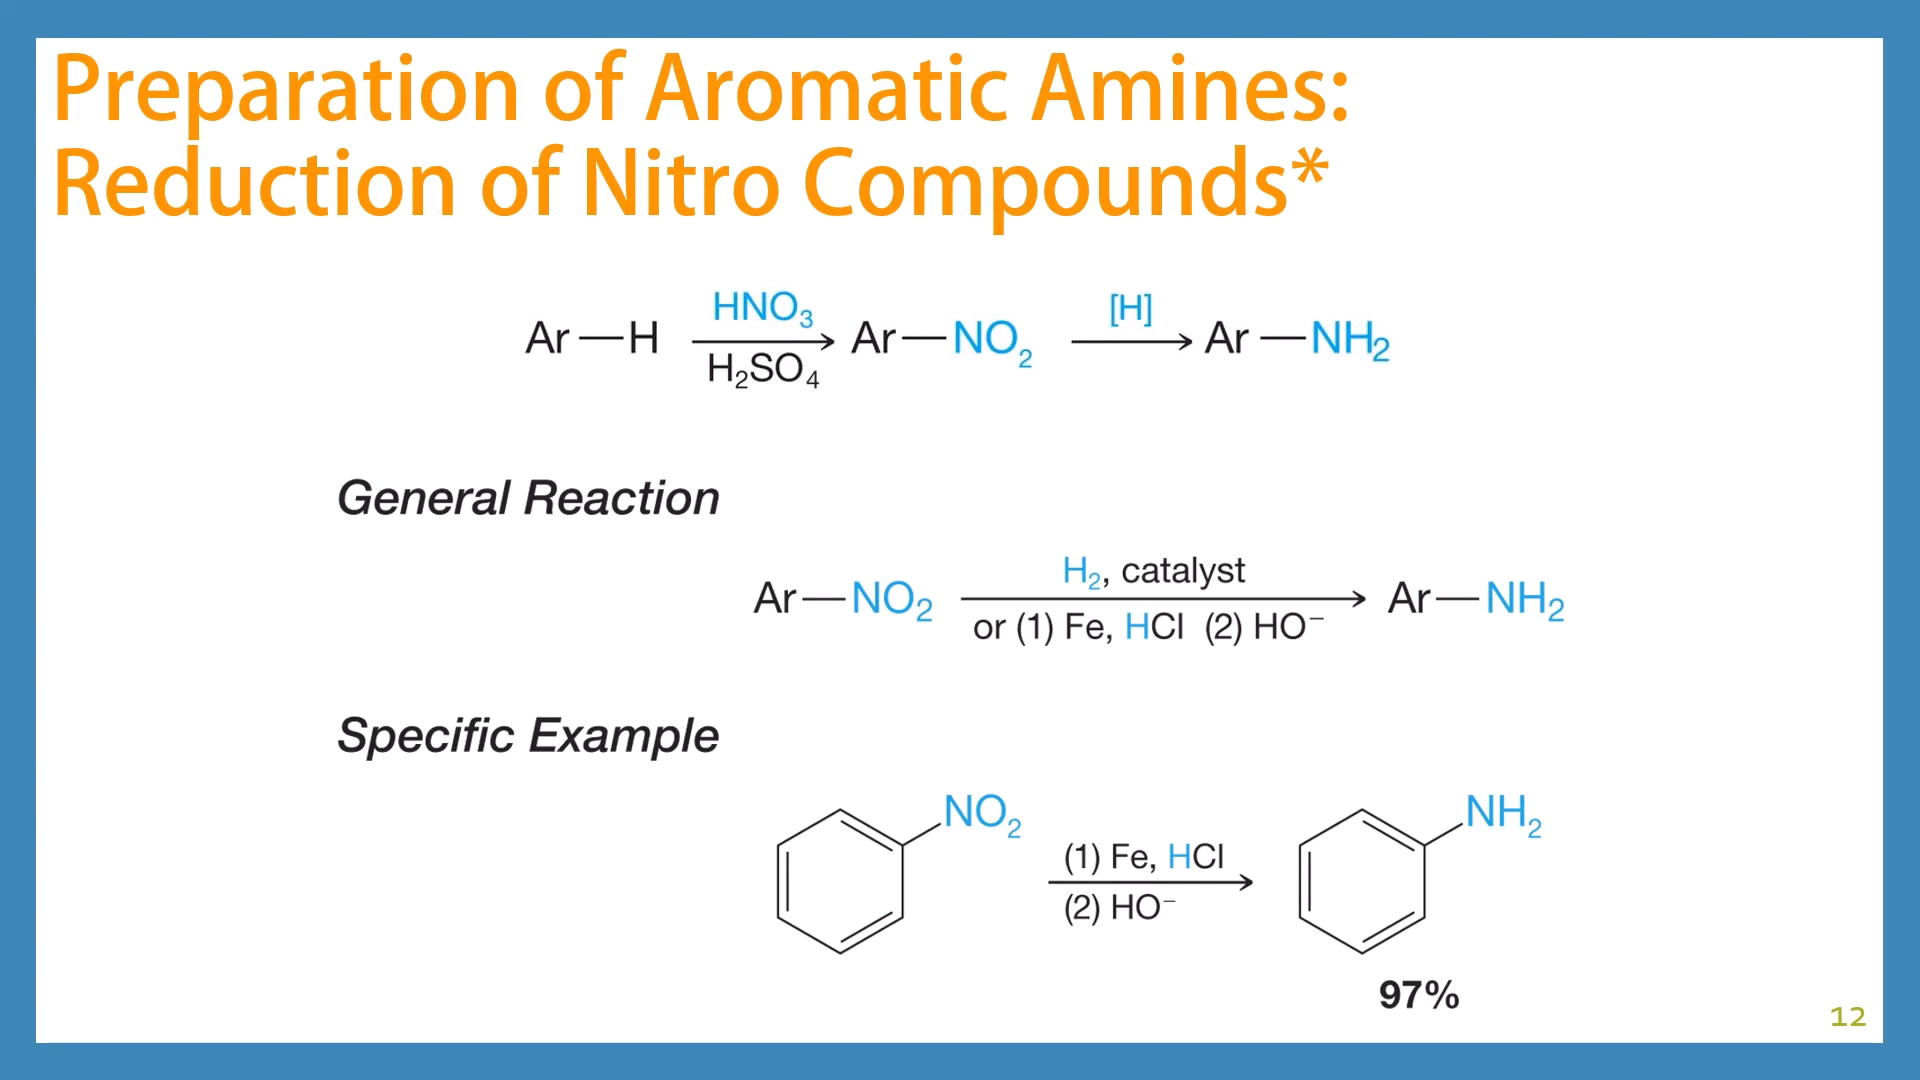 Preparation of Aromatic Amines:
Reduction of Nitro Compounds*
HNO₃
Ar—H → Ar—NO₂ [H] → Ar—NH₂
H₂SO₄
General Reaction
H₂, catalyst
Ar—NO₂ → Ar—NH₂
or (1) Fe, HCl (2) HO⁻
Specific Example
NO₂ NH₂
(1) Fe, HCl
(2) HO⁻
97%
12